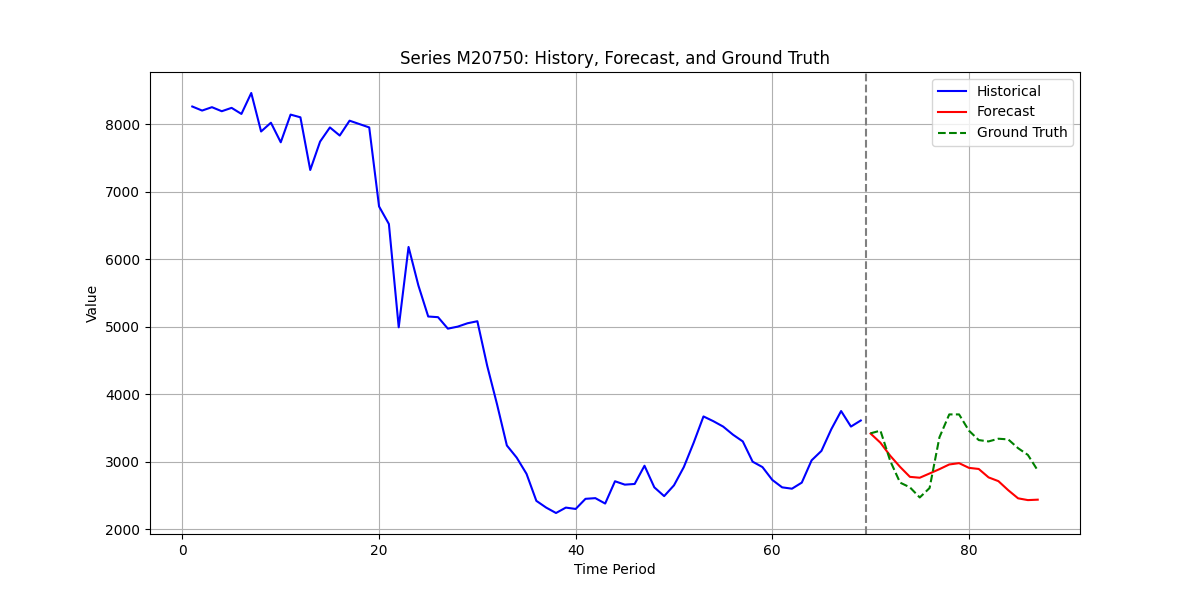 Series M20750: History, Forecast, and Ground Truth
Historical
Forecast
Ground Truth
8000
7000
6000
5000
4000
3000
2000
Value
0 20 40 60 80
Time Period